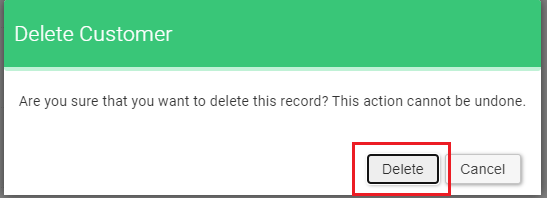 Delete Customer
Are you sure that you want to delete this record? This action cannot be undone.
Delete Cancel